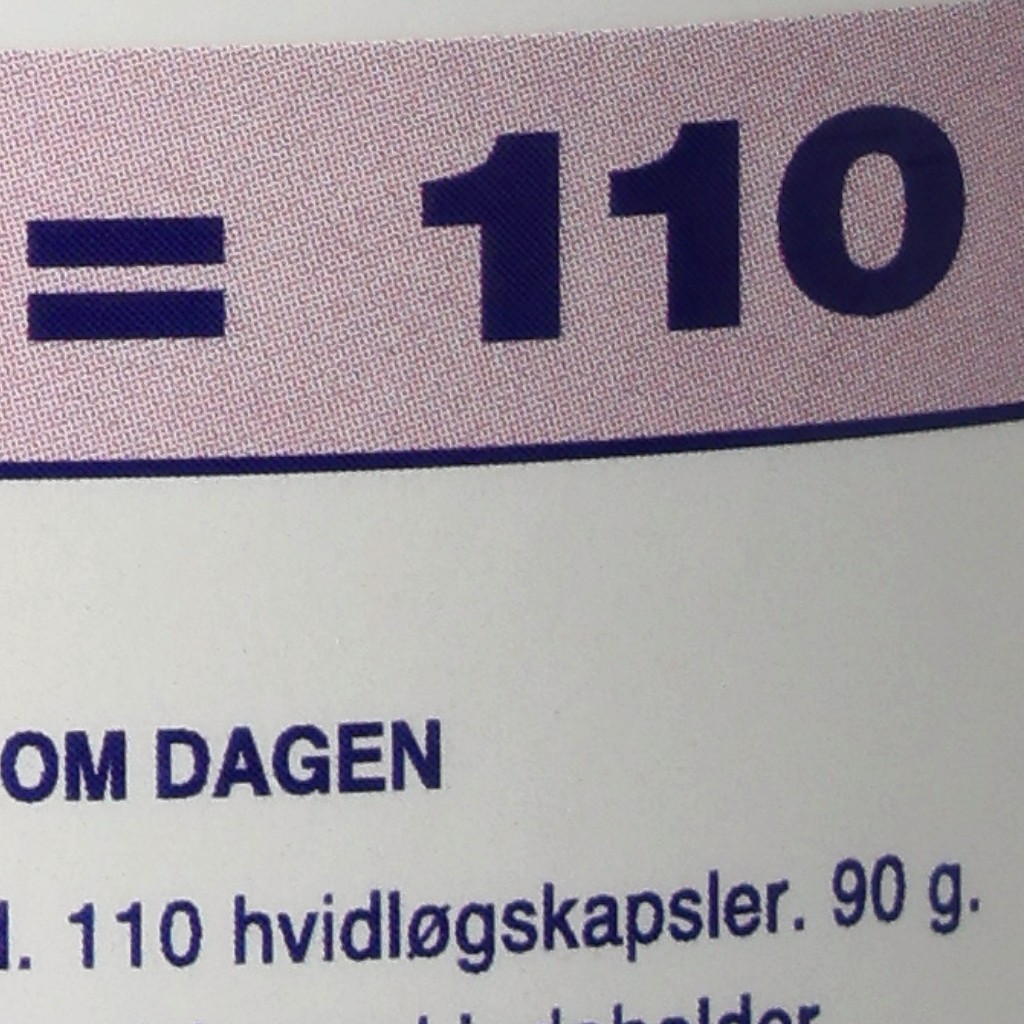 = 110
OM DAGEN
. 110 hvidløgskapsler. 90 g.